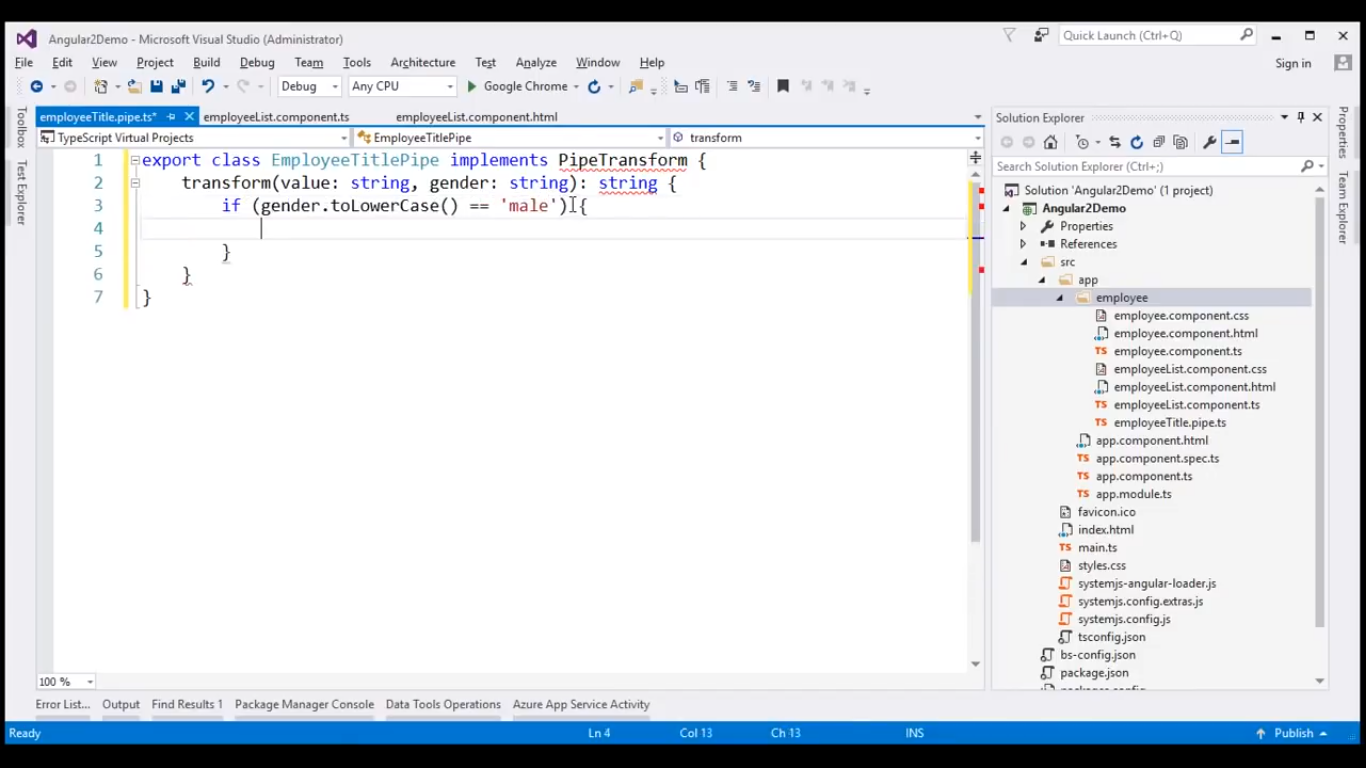 Angular2Demo - Microsoft Visual Studio (Administrator)
Quick Launch (Ctrl+Q)
File Edit View Project Build Debug Team Tools Architecture Test Analyze Window Help
Sign in
Debug Any CPU Google Chrome
Toolbox
Test Explorer
employeeTitle.pipe.ts* employeeList.component.ts employeeList.component.html
TypeScript Virtual Projects EmployeeTitlePipe transform
1 export class EmployeeTitlePipe implements PipeTransform {
2 transform(value: string, gender: string): string {
3 if (gender.toLowerCase() == 'male') {
4
5 }
6 }
7 }
100 %
Solution Explorer
Search Solution Explorer (Ctrl+;)
Solution 'Angular2Demo' (1 project)
Angular2Demo
Properties
References
src
app
employee
employee.component.css
employee.component.html
employee.component.ts
employeeList.component.css
employeeList.component.html
employeeList.component.ts
employeeTitle.pipe.ts
app.component.html
app.component.spec.ts
app.component.ts
app.module.ts
favicon.ico
index.html
main.ts
styles.css
systemjs-angular-loader.js
systemjs.config.extras.js
systemjs.config.js
tsconfig.json
bs-config.json
package.json
Properties
Team Explorer
Error List... Output Find Results 1 Package Manager Console Data Tools Operations Azure App Service Activity
Ready Ln 4 Col 13 Ch 13 INS Publish